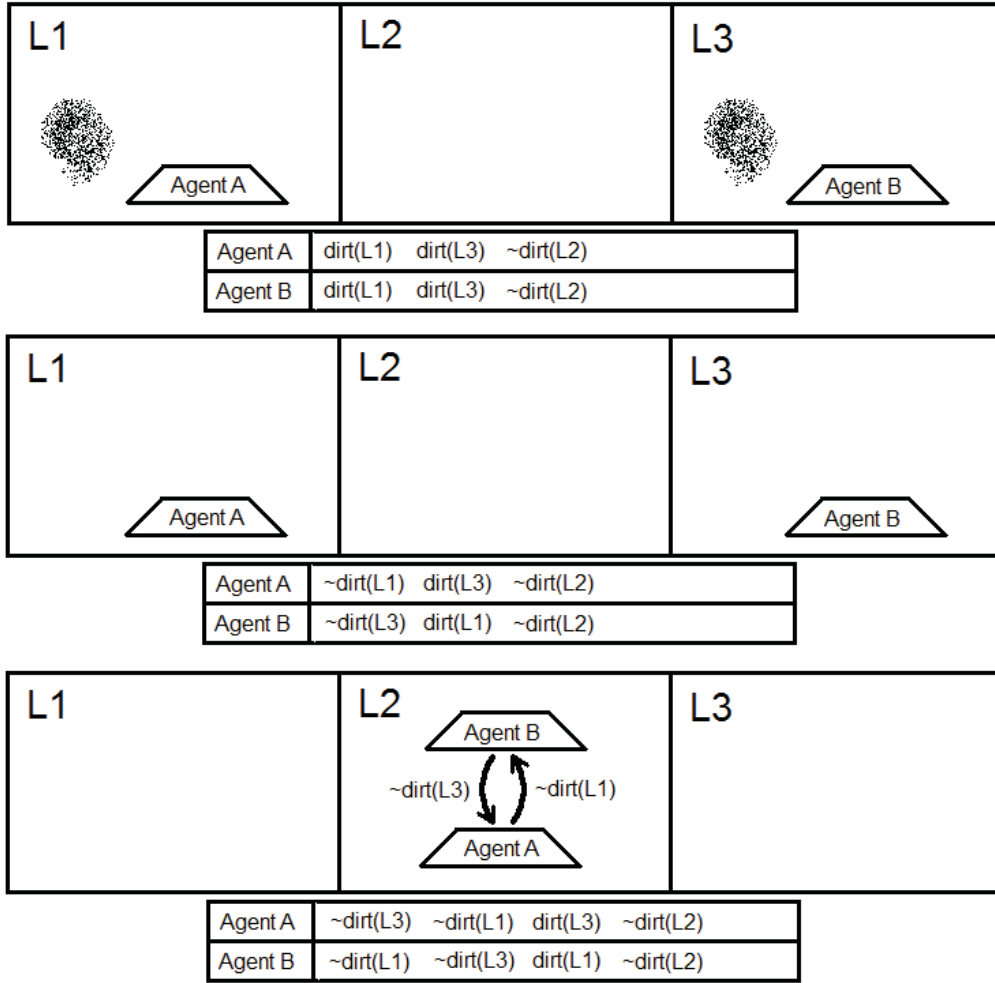 L1 L2 L3
Agent A Agent B
Agent A dirt(L1) dirt(L3) ~dirt(L2)
Agent B dirt(L1) dirt(L3) ~dirt(L2)
L1 L2 L3
Agent A Agent B
Agent A ~dirt(L1) dirt(L3) ~dirt(L2)
Agent B ~dirt(L3) dirt(L1) ~dirt(L2)
L1 L2 L3
Agent B
~dirt(L3) ~dirt(L1)
Agent A
Agent A ~dirt(L3) ~dirt(L1) dirt(L3) ~dirt(L2)
Agent B ~dirt(L1) ~dirt(L3) dirt(L1) ~dirt(L2)